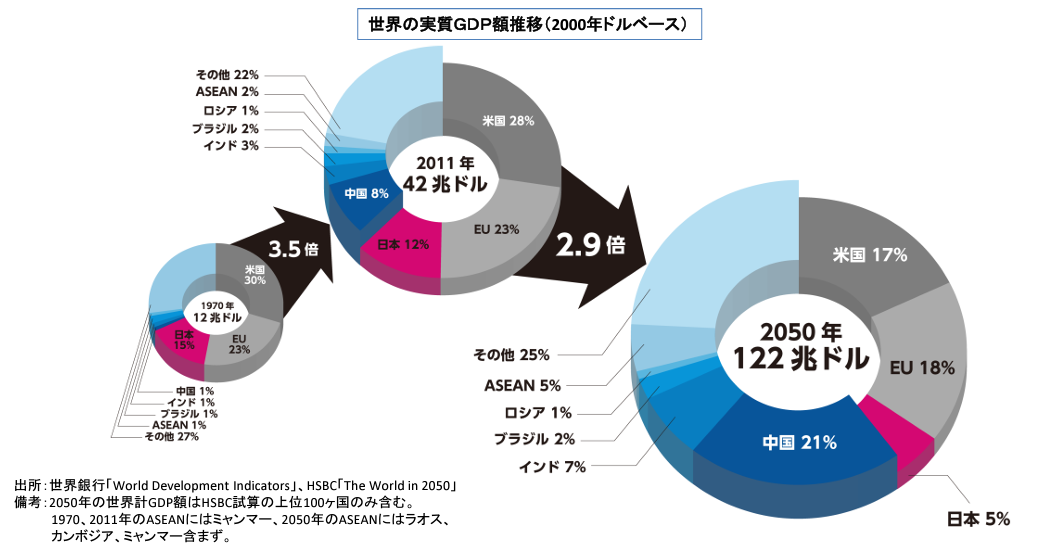 世界の実質GDP額推移（2000年ドルベース）
その他 22%
ASEAN 2%
ロシア 1%
ブラジル 2%
インド 3%
中国 8%
日本 12%
EU 23%
米国 28%
2011 年
42 兆ドル
3.5 倍
2.9 倍
1970 年
12 兆ドル
米国
30%
EU
23%
日本
15%
中国 1%
インド 1%
ブラジル 1%
ASEAN 1%
その他 27%
2050 年
122 兆ドル
米国 17%
EU 18%
日本 5%
中国 21%
その他 25%
ASEAN 5%
ロシア 1%
ブラジル 2%
インド 7%
出所：世界銀行「World Development Indicators」、HSBC「The World in 2050」
備考：2050年の世界計GDP額はHSBC試算の上位100ヶ国のみ含む。
1970、2011年のASEANにはミャンマー、2050年のASEANにはラオス、
カンボジア、ミャンマー含まず。